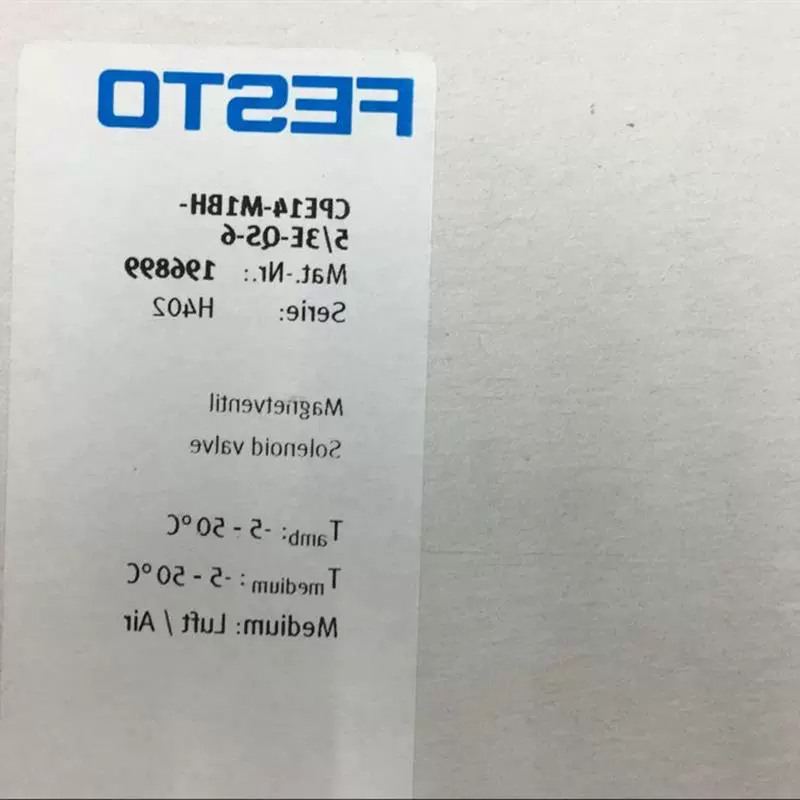 FESTO
CPE14-M1BH-
5/3E-QS-6
Mat.-Nr.: 196899
Serie: H402
Magnetventil
Solenoid valve
Tamb: -5 - 50 °C
Tmedium: -5 - 50 °C
Medium: Luft / Air